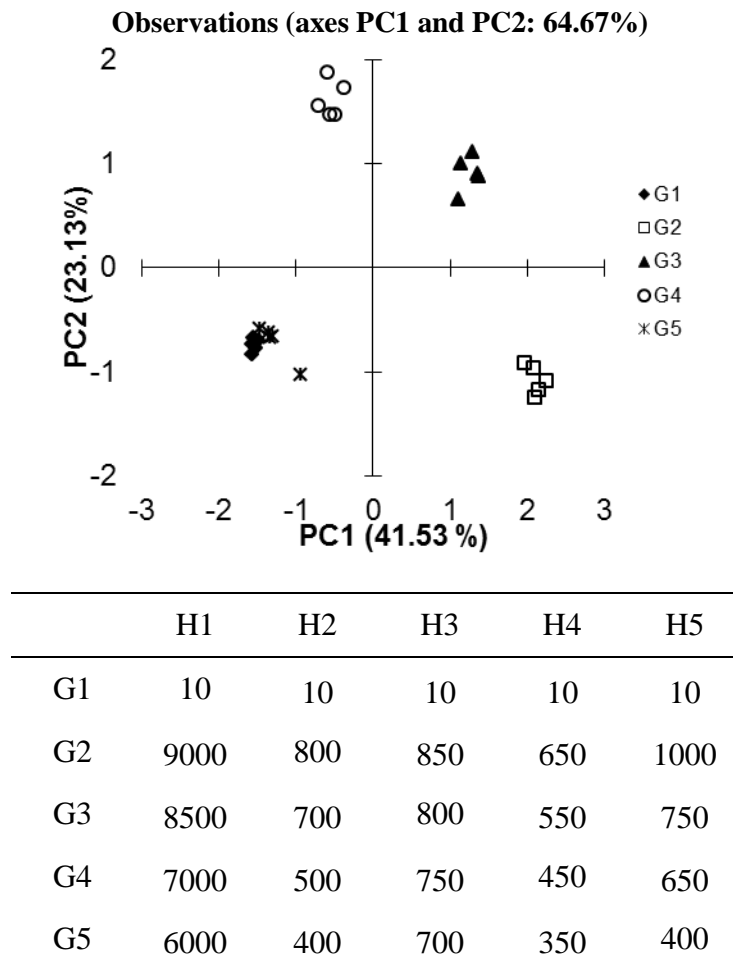 Observations (axes PC1 and PC2: 64.67%)
2
1
0
-1
-2
PC2 (23.13%)
-3 -2 -1 0 1 2 3
PC1 (41.53 %)
G1
G2
G3
G4
G5
H1 H2 H3 H4 H5
G1 10 10 10 10 10
G2 9000 800 850 650 1000
G3 8500 700 800 550 750
G4 7000 500 750 450 650
G5 6000 400 700 350 400